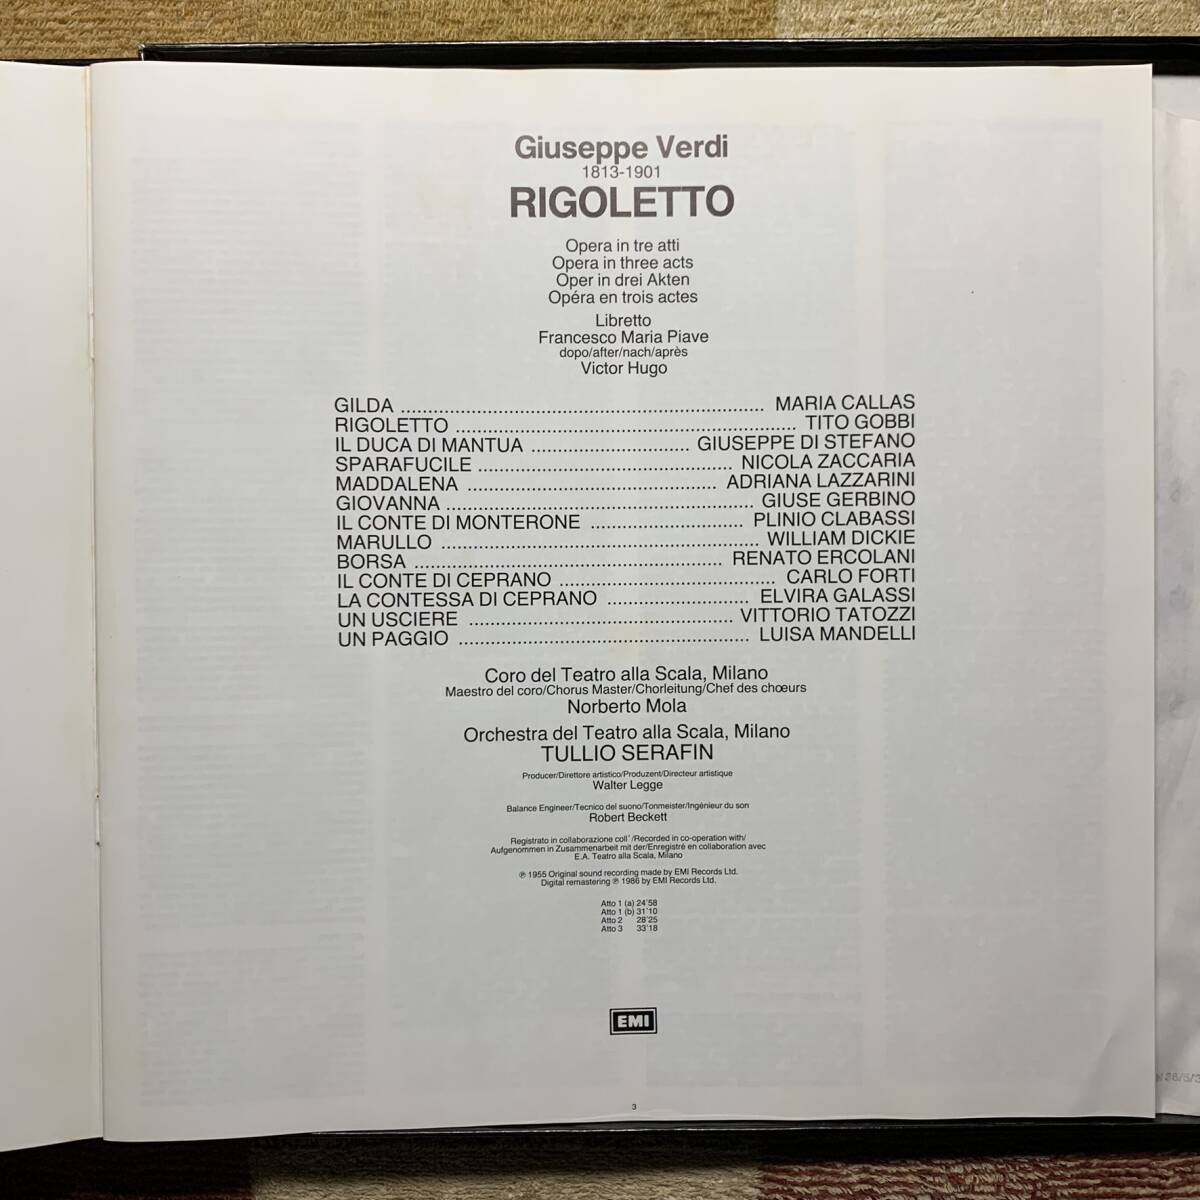 Giuseppe Verdi
1813-1901
RIGOLETTO
Opera in tre atti
Opera in three acts
Oper in drei Akten
Opéra en trois actes
Libretto
Francesco Maria Piave
dopo/after/nach/après
Victor Hugo
GILDA ........................ MARIA CALLAS
RIGOLETTO ........................ TITO GOBBI
IL DUCA DI MANTUA ........................ GIUSEPPE DI STEFANO
SPARAFUCILE ........................ NICOLA ZACCARIA
MADDALENA ........................ ADRIANA LAZZARINI
GIOVANNA ........................ GIUSE GERBINO
IL CONTE DI MONTERONE ........................ PLINIO CLABASSI
MARULLO ........................ WILLIAM DICKIE
BORSA ........................ RENATO ERCOLANI
IL CONTE DI CEPRANO ........................ CARLO FORTI
LA CONTESSA DI CEPRANO ........................ ELVIRA GALASSI
UN USCIERE ........................ VITTORIO TATOZZI
UN PAGGIO ........................ LUISA MANDELLI
Coro del Teatro alla Scala, Milano
Maestro del coro/Chorus Master/Chorleitung/Chef des chœurs
Norberto Mola
Orchestra del Teatro alla Scala, Milano
TULLIO SERAFIN
Producer/Direttore artistico/Produzent/Directeur artistique
Walter Legge
Balance Engineer/Tecnico del suono/Tonmeister/Ingénieur du son
Robert Beckett
Registrato in collaborazione coll'/Recorded in co-operation with/
Aufgenommen in Zusammenarbeit mit der/Enregistré en collaboration avec
E.A. Teatro alla Scala, Milano
℗ 1955 Original sound recording made by EMI Records Ltd.
Digital remastering ℗ 1986 by EMI Records Ltd.
Atto 1 (a) 24'58
Atto 1 (b) 31'10
Atto 2 28'25
Atto 3 33'18
EMI
3